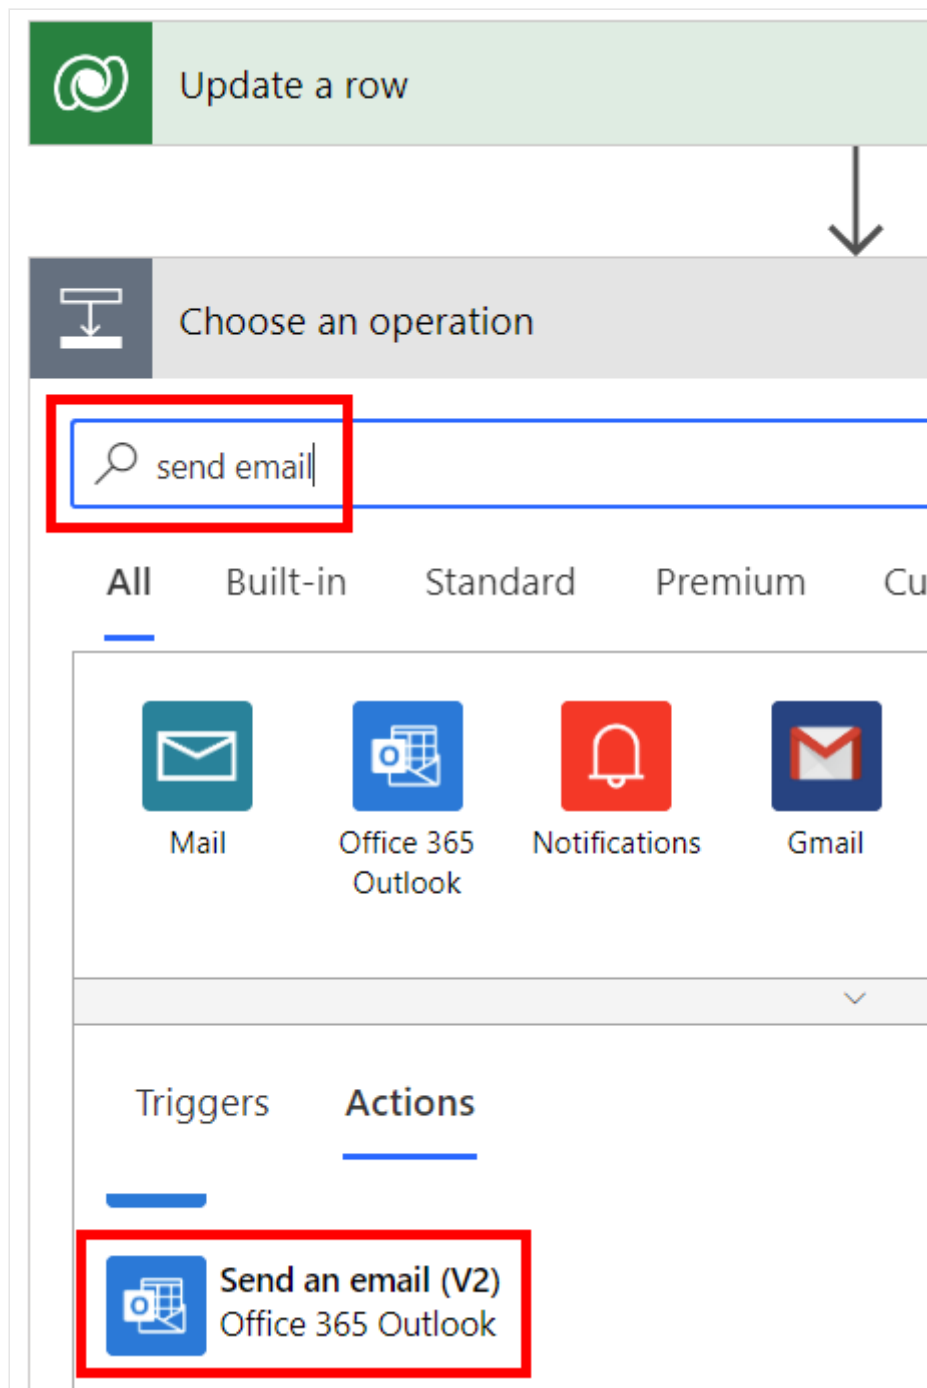 Update a row
Choose an operation
send email
All Built-in Standard Premium Cu
Mail Office 365 Outlook Notifications Gmail
Triggers Actions
Send an email (V2)
Office 365 Outlook